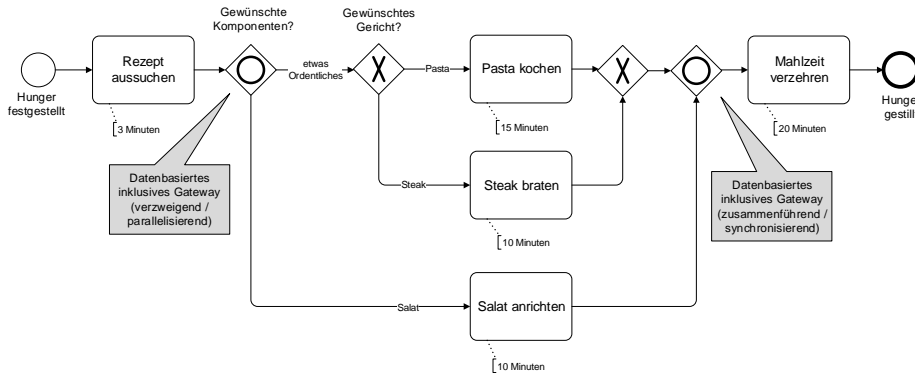 Gewünschte
Komponenten?
Gewünschtes
Gericht?
Hunger
festgestellt
Rezept
aussuchen
3 Minuten
etwas
Ordentliches
Pasta
Pasta kochen
15 Minuten
Mahlzeit
verzehren
20 Minuten
Hunger
gestillt
Datenbasiertes
inklusives Gateway
(verzweigend /
parallelisierend)
Steak
Steak braten
10 Minuten
Datenbasiertes
inklusives Gateway
(zusammenführend /
synchronisierend)
Salat
Salat anrichten
10 Minuten